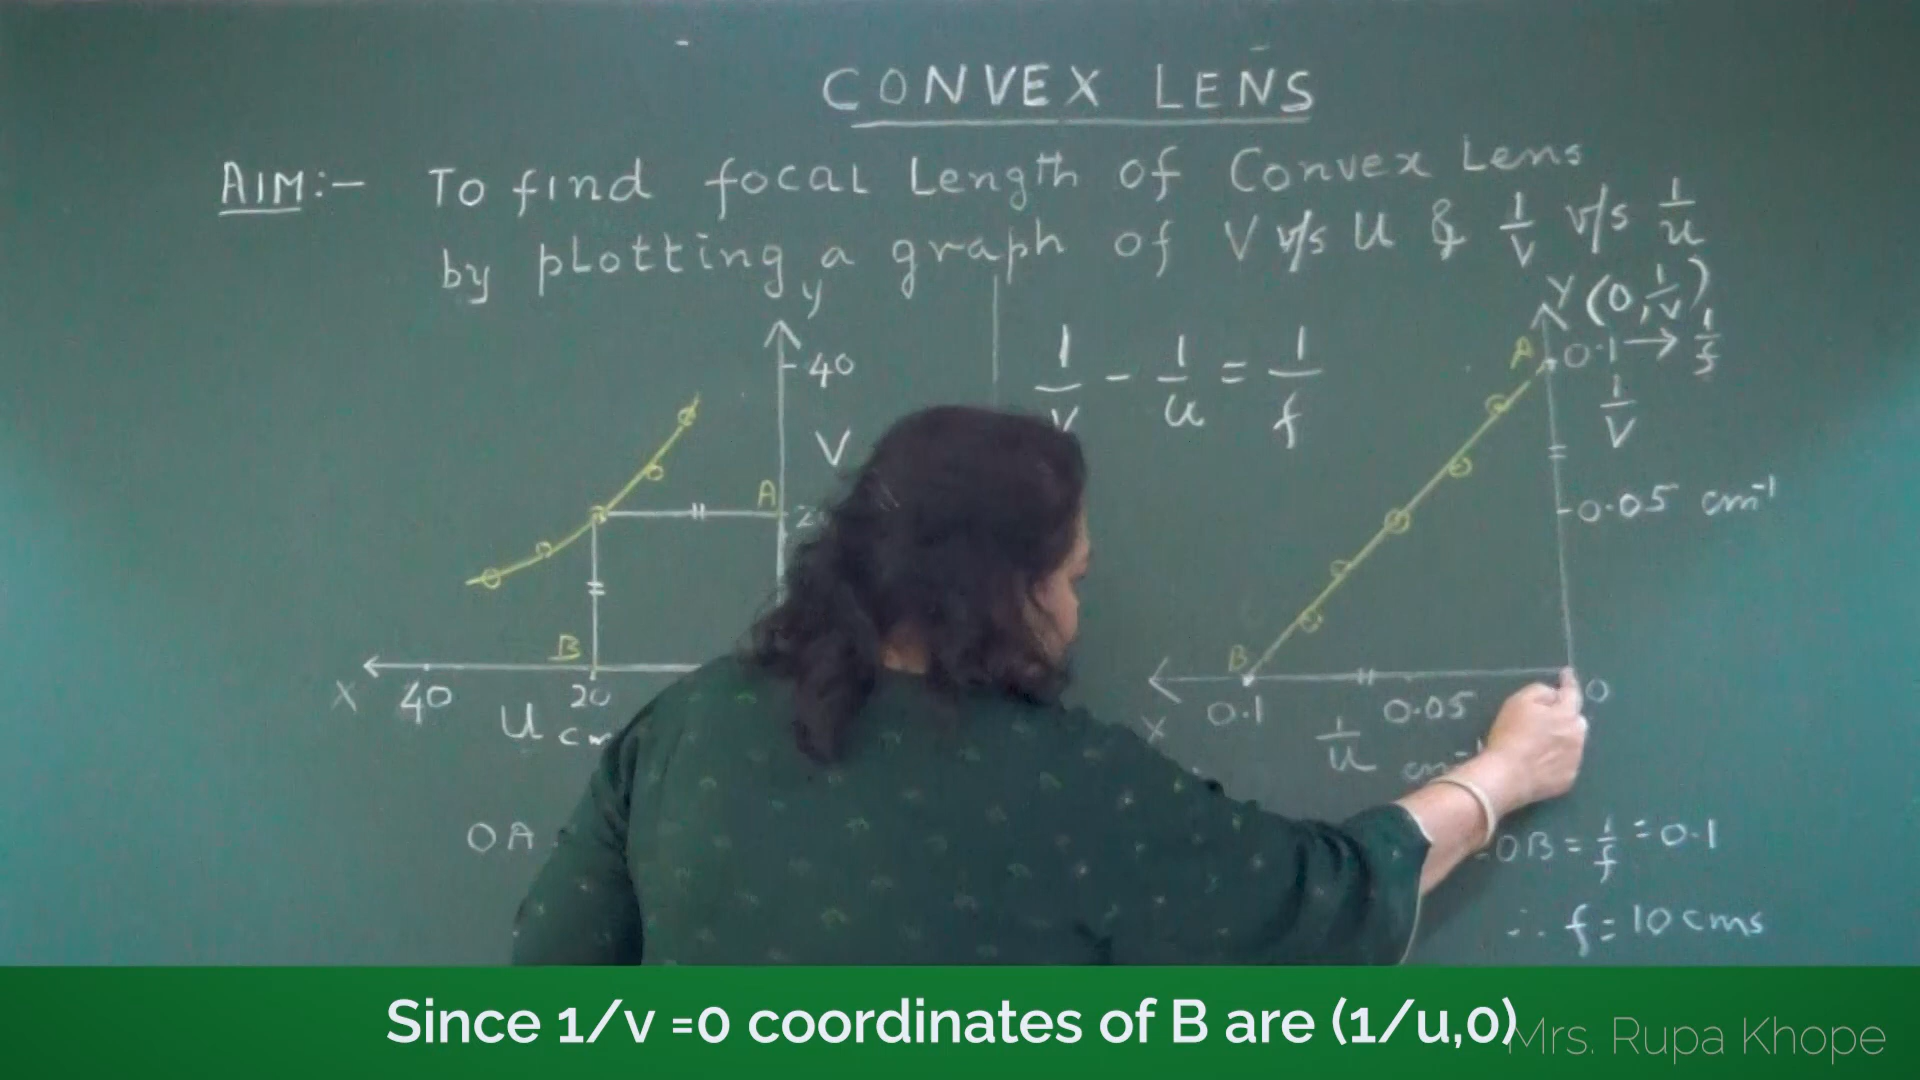 CONVEX LENS
AIM:- To find focal Length of Convex Lens
by plotting a graph of V v/s U & 1/V v/s 1/u
y
40
V
A
B
X 40 20
U
OA
1/v - 1/u = 1/f
Y (0, 1/v)
A 0.1 → 1/f
1/V
0.05 cm⁻¹
B
X 0.1 0.05 0
1/u cm⁻¹
OB = 1/f = 0.1
∴ f = 10 cms
Since 1/v =0 coordinates of B are (1/u,0)
Mrs. Rupa Khope